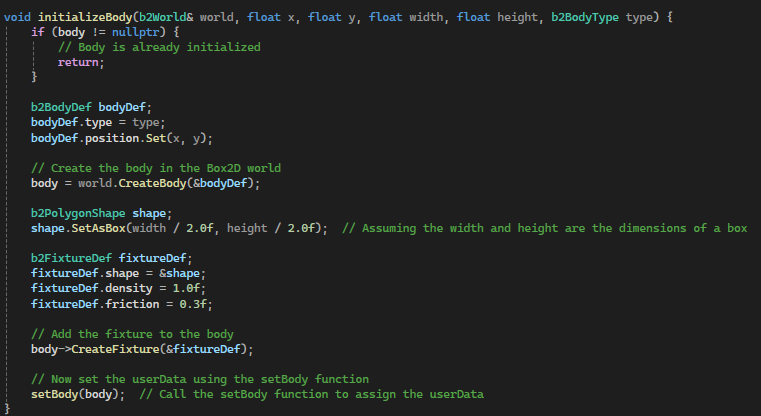 void initializeBody(b2World& world, float x, float y, float width, float height, b2BodyType type) {
    if (body != nullptr) {
        // Body is already initialized
        return;
    }
    b2BodyDef bodyDef;
    bodyDef.type = type;
    bodyDef.position.Set(x, y);
    // Create the body in the Box2D world
    body = world.CreateBody(&bodyDef);
    b2PolygonShape shape;
    shape.SetAsBox(width / 2.0f, height / 2.0f);  // Assuming the width and height are the dimensions of a box
    b2FixtureDef fixtureDef;
    fixtureDef.shape = &shape;
    fixtureDef.density = 1.0f;
    fixtureDef.friction = 0.3f;
    // Add the fixture to the body
    body->CreateFixture(&fixtureDef);
    // Now set the userData using the setBody function
    setBody(body);  // Call the setBody function to assign the userData
}